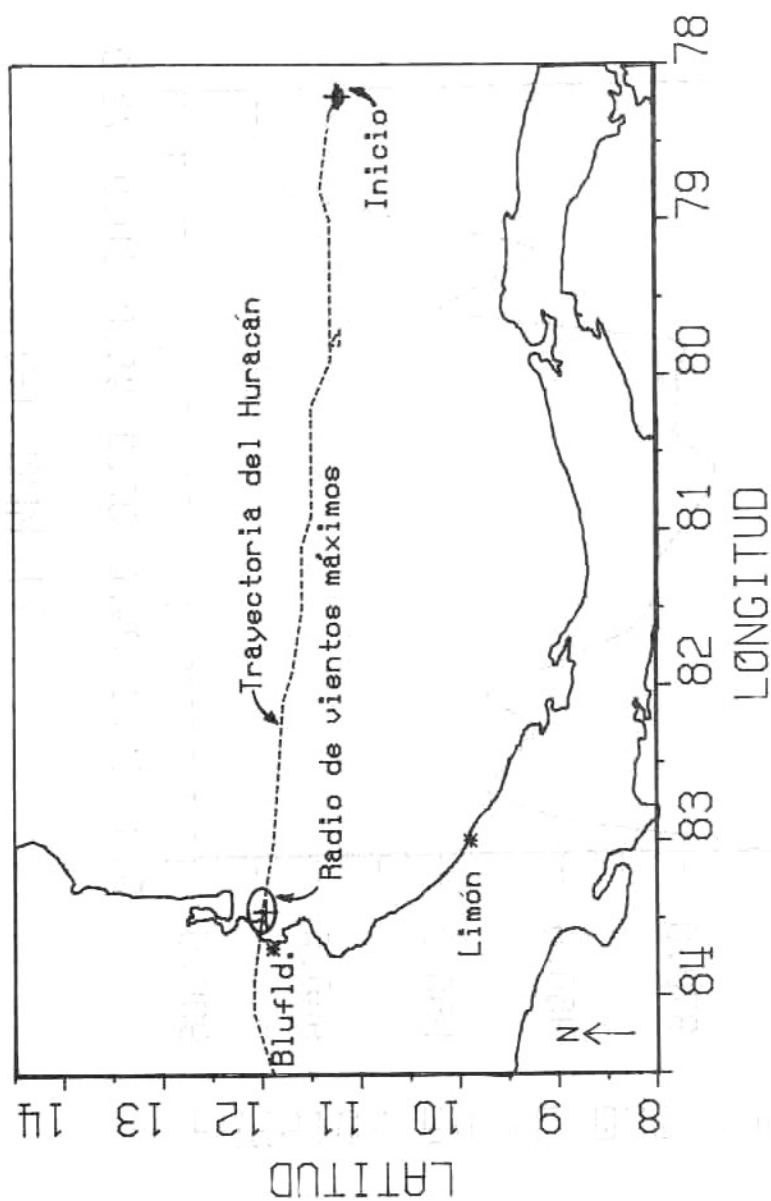 14
13
12
11
10
9
8
LATITUD
Trayectoria del Huracán
Inicio
Radio de vientos máximos
Blufld.
Limón
N
84
83
82
81
80
79
78
LØNGITUD